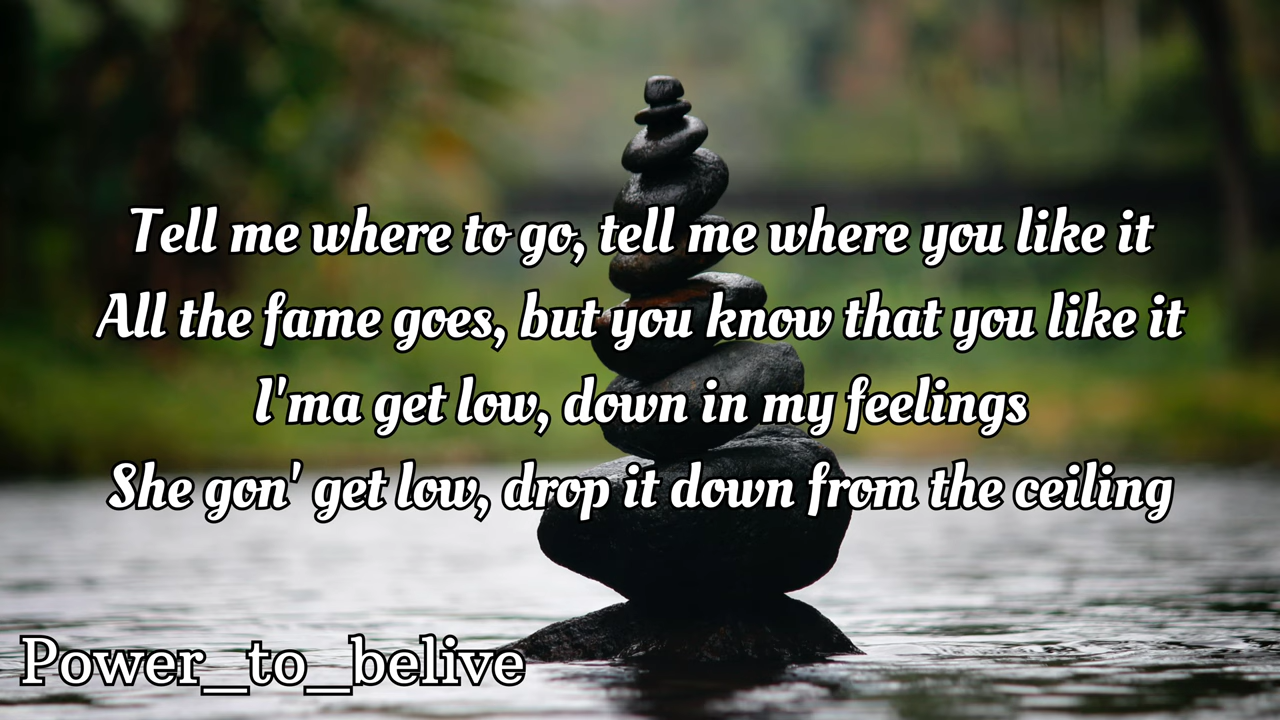 Tell me where to go, tell me where you like it
All the fame goes, but you know that you like it
I'ma get low, down in my feelings
She gon' get low, drop it down from the ceiling
Power_to_belive